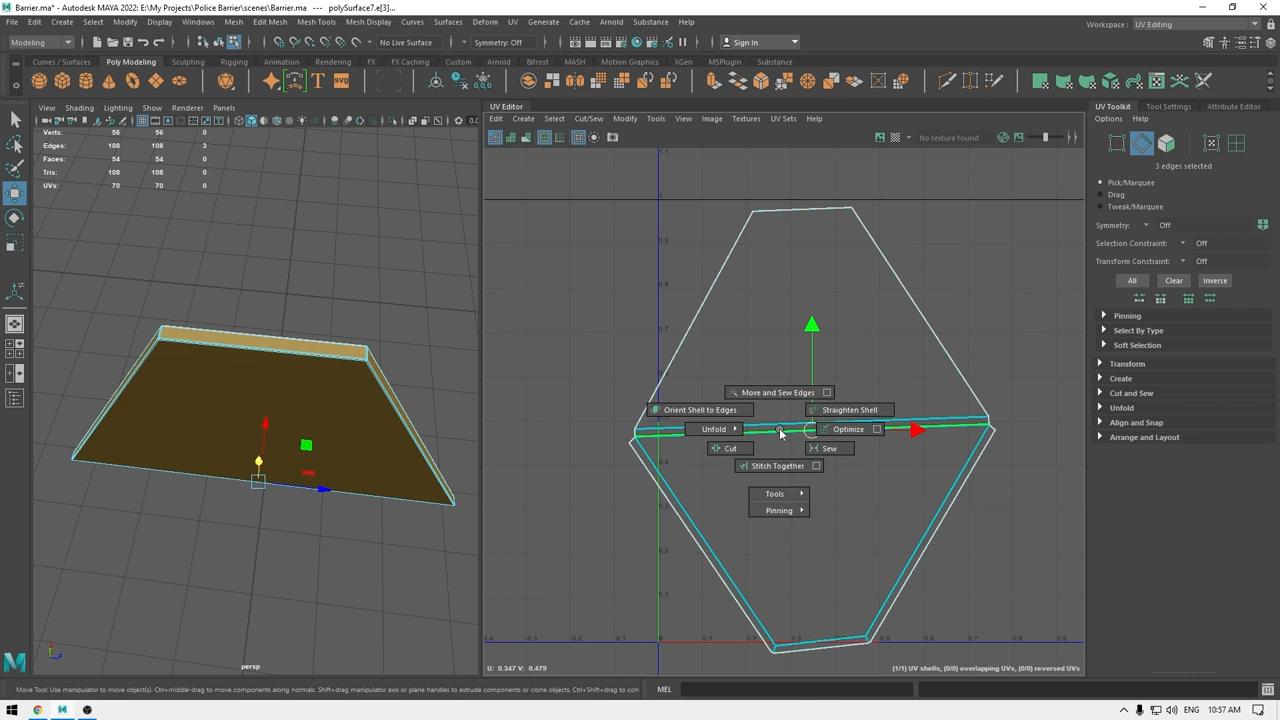 Barrier.ma* - Autodesk MAYA 2022: E:\My Projects\Police Barrier\scenes\Barrier.ma --- polySurface7.e[3]...
File Edit Create Select Modify Display Windows Mesh Edit Mesh Mesh Tools Mesh Display Curves Surfaces Deform UV Generate Cache Arnold Substance Help
Workspace : UV Editing
Modeling No Live Surface Symmetry: Off Sign In
Curves / Surfaces Poly Modeling Sculpting Rigging Animation Rendering FX FX Caching Custom Arnold Bifrost MASH Motion Graphics XGen MSPlugin Substance
View Shading Lighting Show Renderer Panels
UV Editor
UV Toolkit Tool Settings Attribute Editor
Edit Create Select Cut/Sew Modify Tools View Image Textures UV Sets Help
Options Help
No texture found
Verts: 56 56 0
Edges: 108 108 3
Faces: 54 54 0
Tris: 108 108 0
UVs: 70 70 0
3 edges selected
Pick/Marquee
Drag
Tweak/Marquee
Symmetry: Off
Selection Constraint: Off
Transform Constraint: Off
All Clear Inverse
Pinning
Select By Type
Soft Selection
Transform
Create
Cut and Sew
Unfold
Align and Snap
Arrange and Layout
Move and Sew Edges
Orient Shell to Edges Straighten Shell
Unfold Optimize
Cut Sew
Stitch Together
Tools
Pinning
persp
U: 0.347 V: 0.479 (1/1) UV shells, (0/0) overlapping UVs, (0/0) reversed UVs
Move Tool: Use manipulator to move object(s). Ctrl+middle-drag to move components along normals. Shift+drag manipulator axis or plane handles to extrude components or clone objects. Ctrl+Shift+drag to con
MEL
ENG 10:57 AM